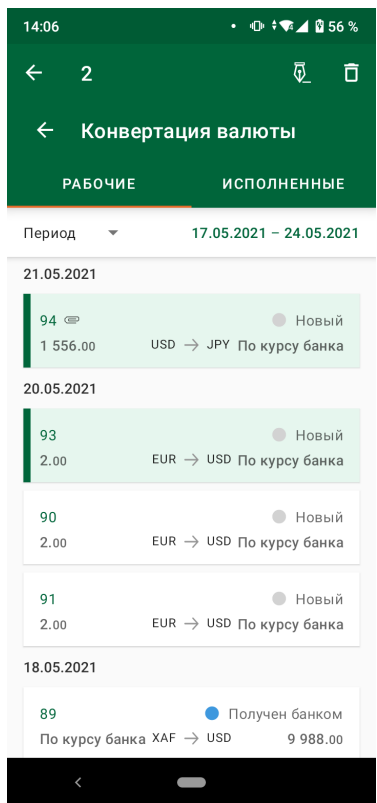 14:06 56 %
2
Конвертация валюты
РАБОЧИЕ ИСПОЛНЕННЫЕ
Период 17.05.2021 – 24.05.2021
21.05.2021
94 Новый
1 556.00 USD → JPY По курсу банка
20.05.2021
93 Новый
2.00 EUR → USD По курсу банка
90 Новый
2.00 EUR → USD По курсу банка
91 Новый
2.00 EUR → USD По курсу банка
18.05.2021
89 Получен банком
По курсу банка XAF → USD 9 988.00